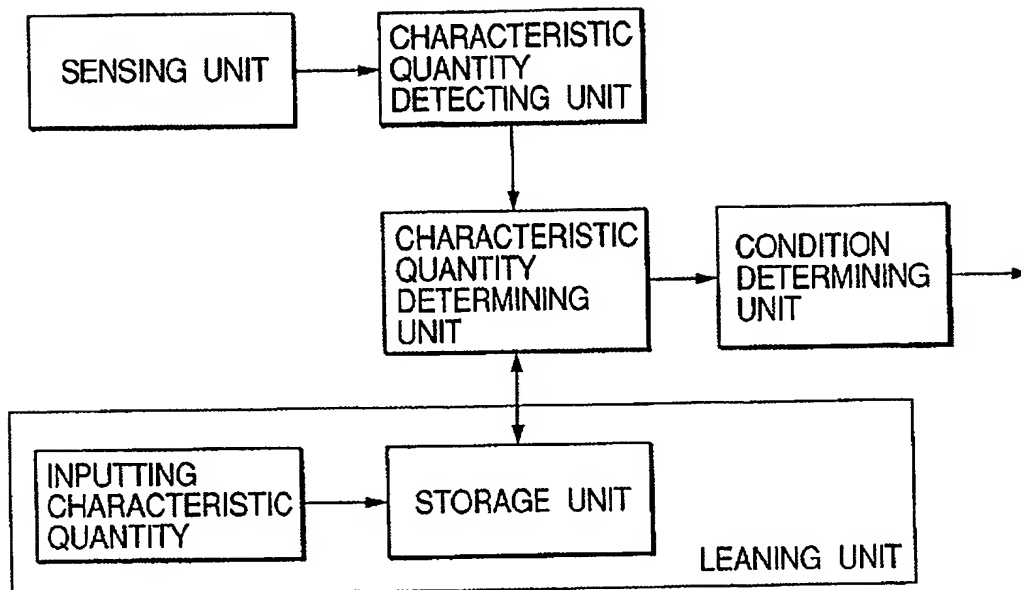 SENSING UNIT
CHARACTERISTIC
QUANTITY
DETECTING UNIT
CHARACTERISTIC
QUANTITY
DETERMINING
UNIT
CONDITION
DETERMINING
UNIT
INPUTTING
CHARACTERISTIC
QUANTITY
STORAGE UNIT
LEANING UNIT